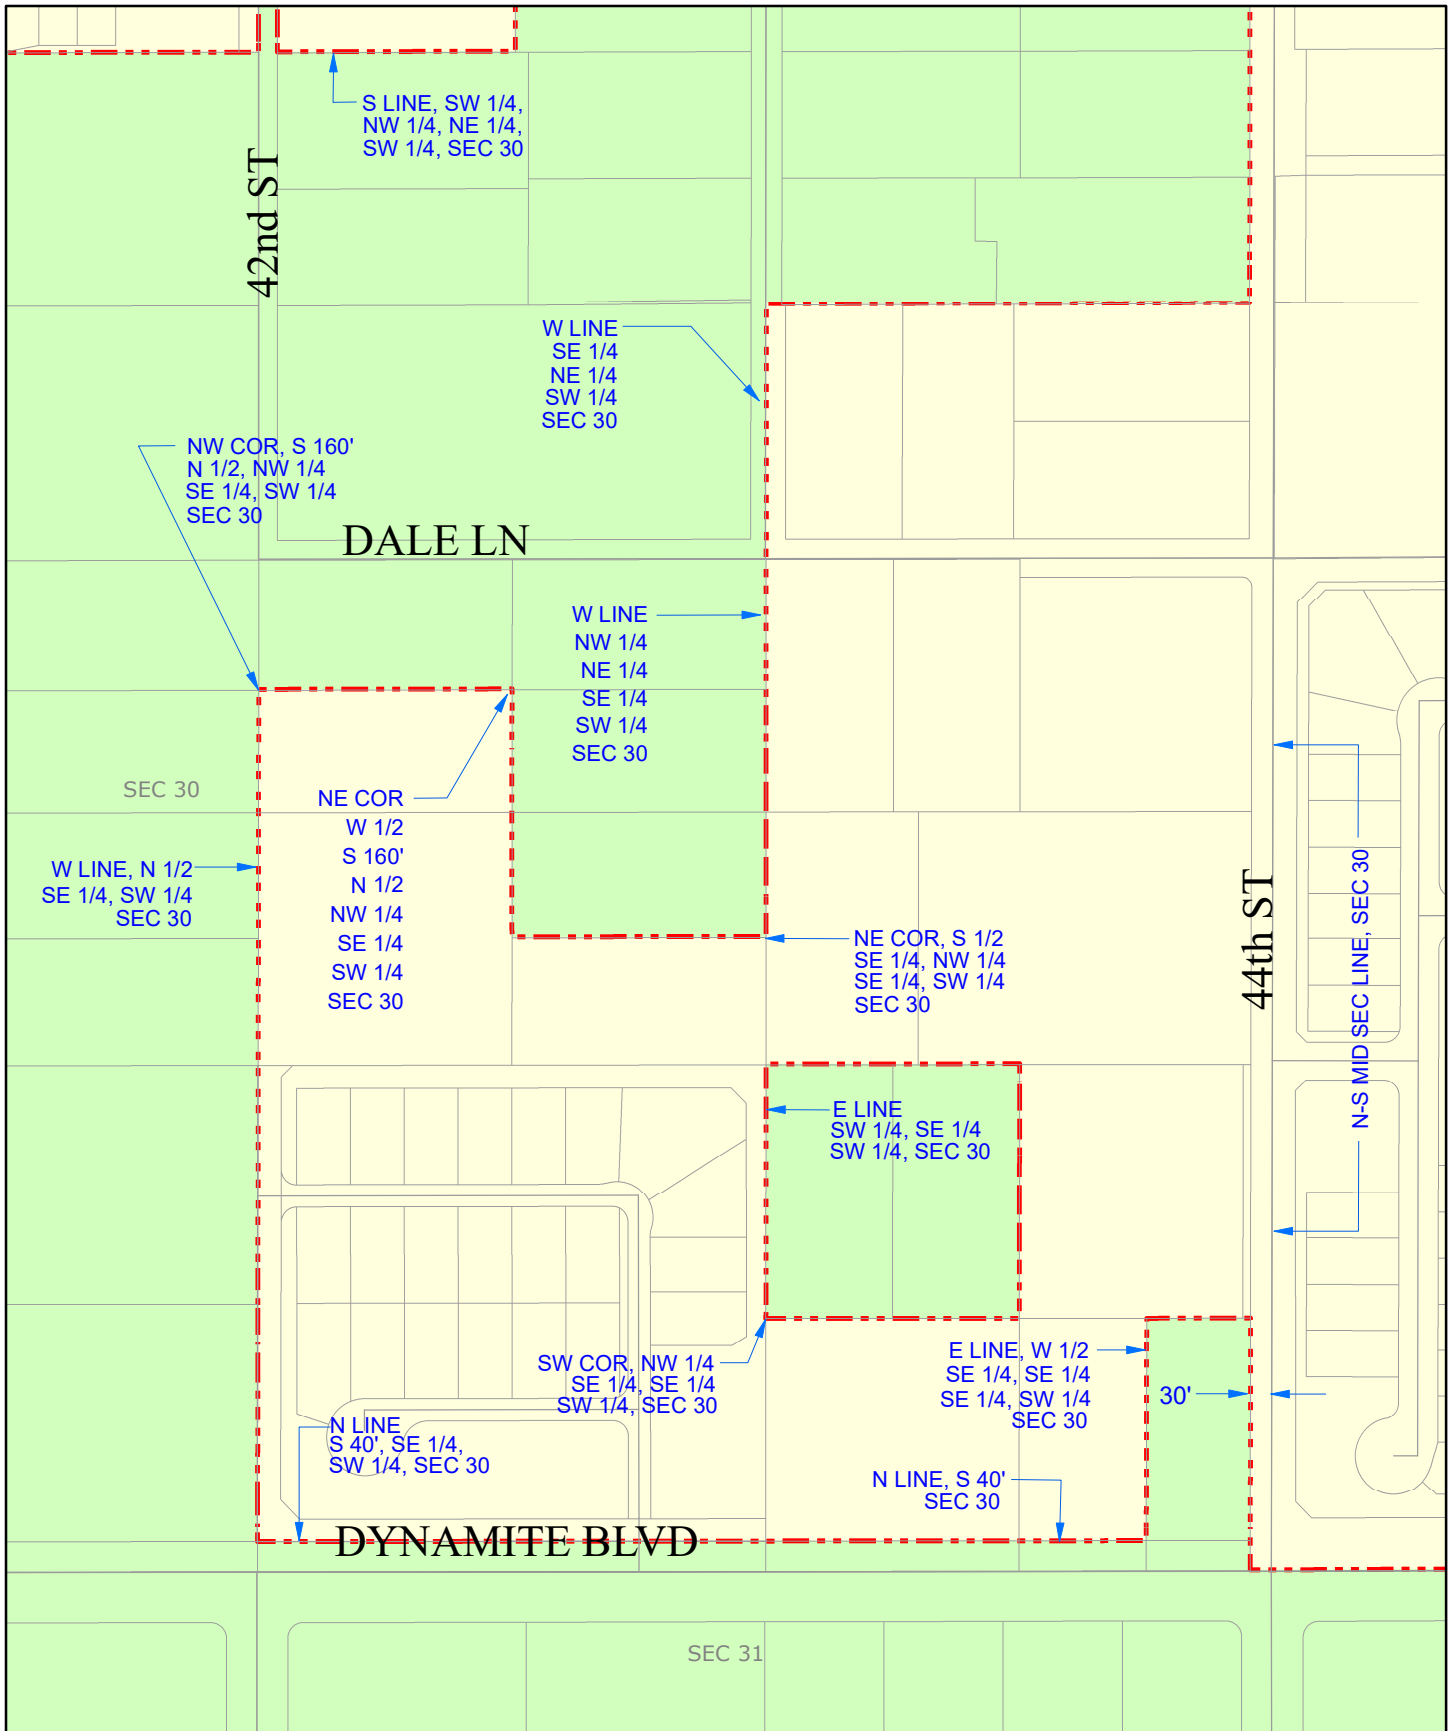 S LINE, SW 1/4,
NW 1/4, NE 1/4,
SW 1/4, SEC 30
42nd ST
W LINE
SE 1/4
NE 1/4
SW 1/4
SEC 30
NW COR, S 160'
N 1/2, NW 1/4
SE 1/4, SW 1/4
SEC 30
DALE LN
W LINE
NW 1/4
NE 1/4
SE 1/4
SW 1/4
SEC 30
SEC 30
NE COR
W 1/2
S 160'
N 1/2
NW 1/4
SE 1/4
SW 1/4
SEC 30
W LINE, N 1/2
SE 1/4, SW 1/4
SEC 30
NE COR, S 1/2
SE 1/4, NW 1/4
SE 1/4, SW 1/4
SEC 30
44th ST
N-S MID SEC LINE, SEC 30
E LINE
SW 1/4, SE 1/4
SW 1/4, SEC 30
SW COR, NW 1/4
SE 1/4, SE 1/4
SW 1/4, SEC 30
E LINE, W 1/2
SE 1/4, SE 1/4
SE 1/4, SW 1/4
SEC 30
30'
N LINE
S 40', SE 1/4,
SW 1/4, SEC 30
N LINE, S 40'
SEC 30
DYNAMITE BLVD
SEC 31